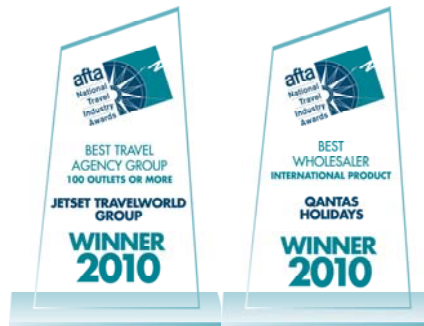 afta
National
Travel
Industry
Awards
BEST TRAVEL
AGENCY GROUP
100 OUTLETS OR MORE
JETSET TRAVELWORLD
GROUP
WINNER
2010
afta
National
Travel
Industry
Awards
BEST
WHOLESALER
INTERNATIONAL PRODUCT
QANTAS
HOLIDAYS
WINNER
2010